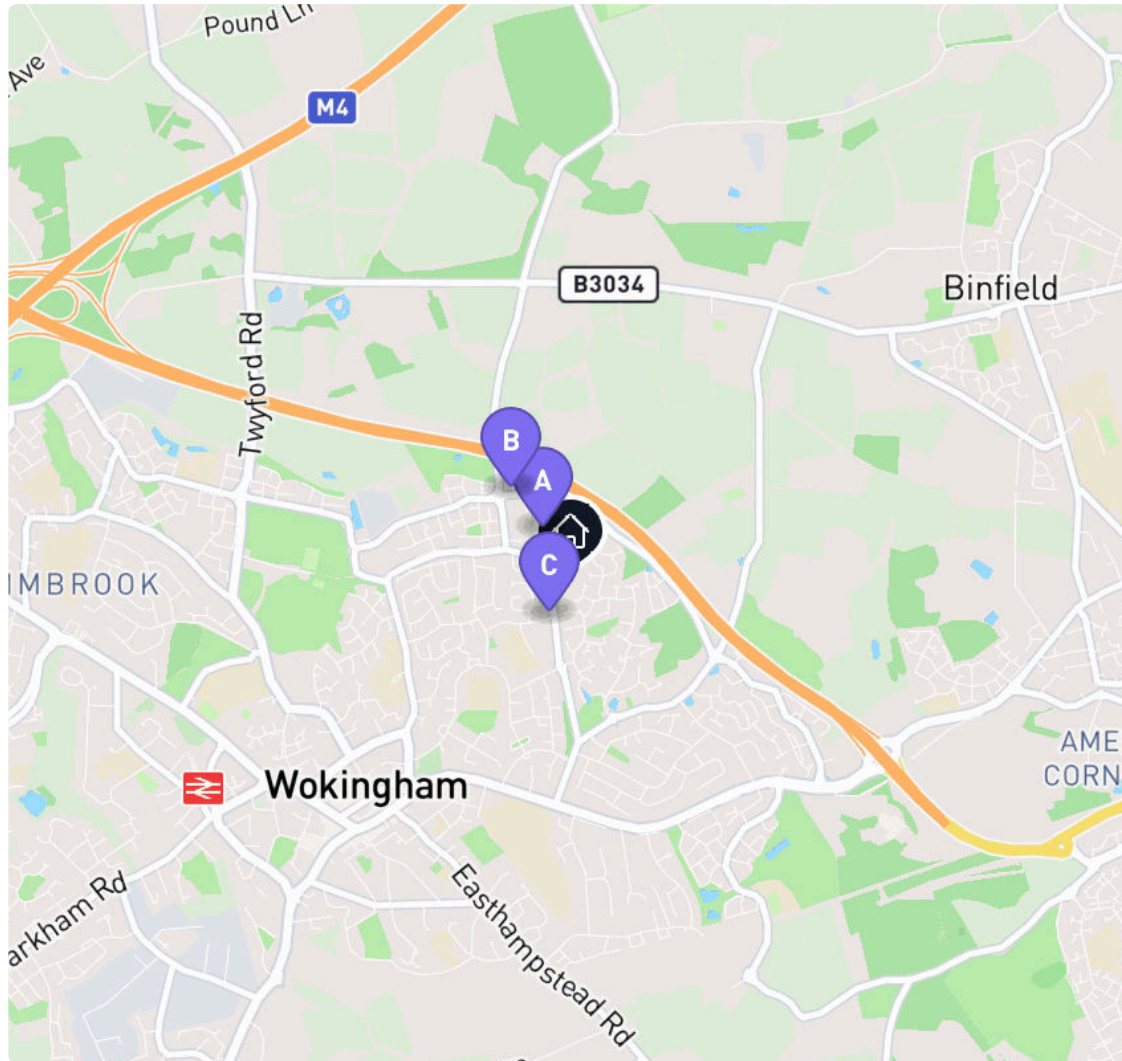 Pound Ln
Ave
M4
B3034
Binfield
Twyford Rd
B
A
C
IMBROOK
AME
CORN
Wokingham
Easthampstead Rd
arkham Rd